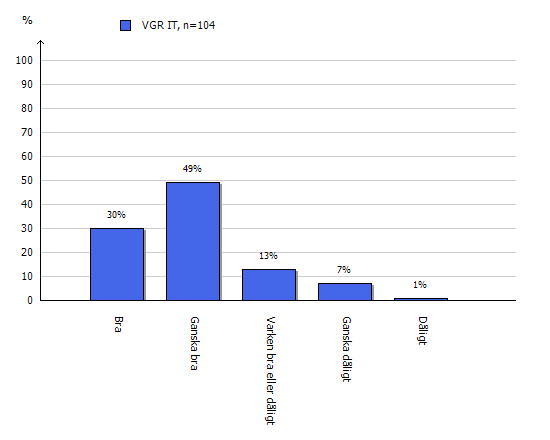 %
VGR IT, n=104
100
90
80
70
60
50
40
30
20
10
0
30%
49%
13%
7%
1%
Bra
Ganska bra
Varken bra eller dåligt
Ganska dåligt
Dåligt